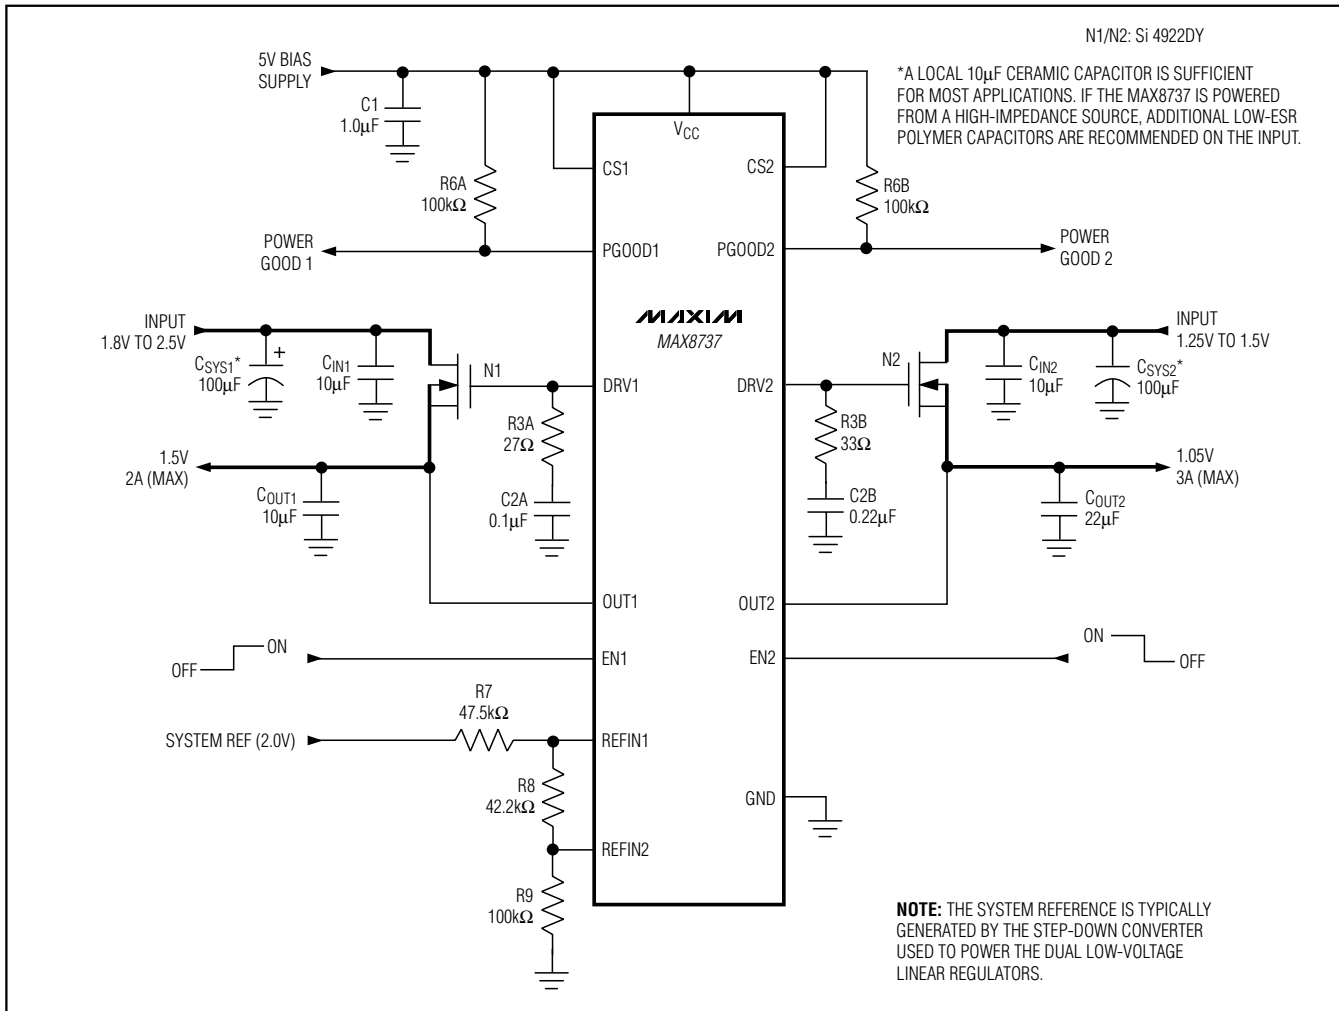 N1/N2: Si 4922DY
*A LOCAL 10µF CERAMIC CAPACITOR IS SUFFICIENT
FOR MOST APPLICATIONS. IF THE MAX8737 IS POWERED
FROM A HIGH-IMPEDANCE SOURCE, ADDITIONAL LOW-ESR
POLYMER CAPACITORS ARE RECOMMENDED ON THE INPUT.
5V BIAS
SUPPLY
C1
1.0µF
VCC
CS1
CS2
R6A
100kΩ
R6B
100kΩ
POWER
GOOD 1
PGOOD1
PGOOD2
POWER
GOOD 2
MAXIM
MAX8737
INPUT
1.8V TO 2.5V
CSYS1*
100µF
+
CIN1
10µF
N1
DRV1
DRV2
N2
INPUT
1.25V TO 1.5V
CIN2
10µF
CSYS2*
100µF
R3A
27Ω
R3B
33Ω
1.5V
2A (MAX)
1.05V
3A (MAX)
COUT1
10µF
C2A
0.1µF
C2B
0.22µF
COUT2
22µF
OUT1
OUT2
OFF
ON
EN1
EN2
ON
OFF
R7
47.5kΩ
SYSTEM REF (2.0V)
REFIN1
R8
42.2kΩ
GND
REFIN2
R9
100kΩ
NOTE: THE SYSTEM REFERENCE IS TYPICALLY
GENERATED BY THE STEP-DOWN CONVERTER
USED TO POWER THE DUAL LOW-VOLTAGE
LINEAR REGULATORS.